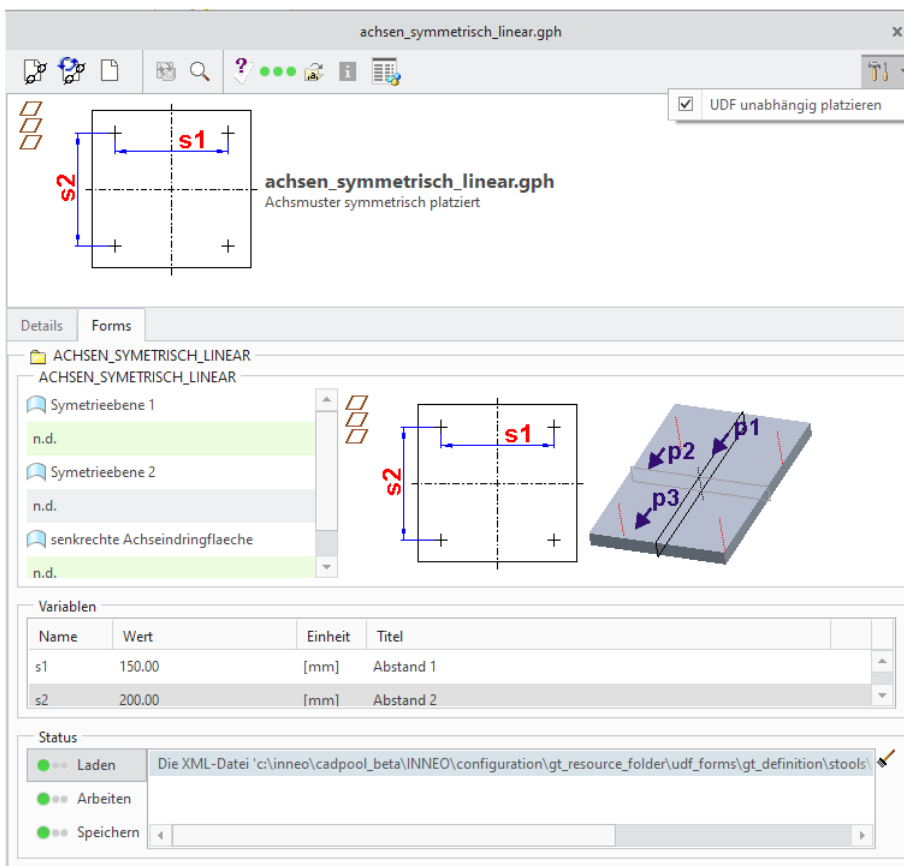 achsen_symmetrisch_linear.gph
UDF unabhängig platzieren
s1
s2
achsen_symmetrisch_linear.gph
Achsmuster symmetrisch platziert
Details Forms
ACHSEN_SYMETRISCH_LINEAR
ACHSEN_SYMETRISCH_LINEAR
Symetrieebene 1
n.d.
Symetrieebene 2
n.d.
senkrechte Achseindringflaeche
n.d.
s1
s2
p1
p2
p3
Variablen
Name Wert Einheit Titel
s1 150.00 [mm] Abstand 1
s2 200.00 [mm] Abstand 2
Status
Laden Die XML-Datei 'c:\inneo\cadpool_beta\INNEO\configuration\gt_resource_folder\udf_forms\gt_definition\stools\
Arbeiten
Speichern